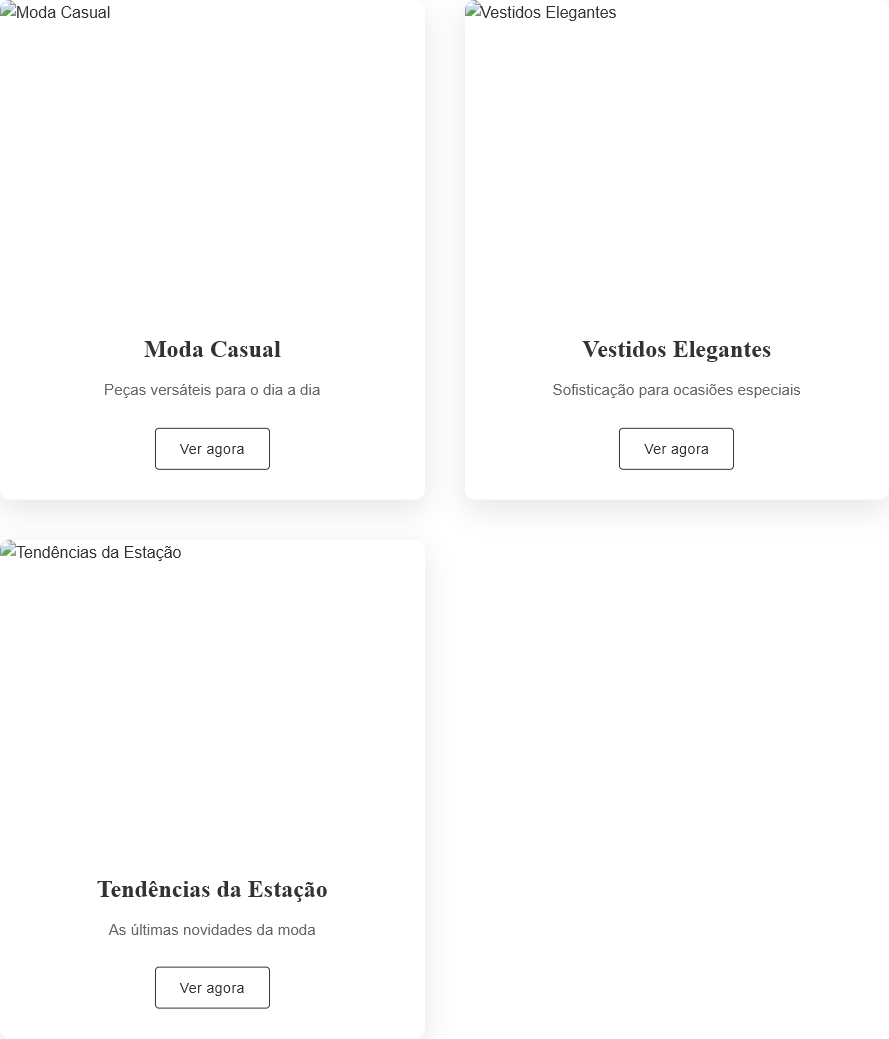 Moda Casual
Vestidos Elegantes
Moda Casual
Peças versáteis para o dia a dia
Ver agora
Vestidos Elegantes
Sofisticação para ocasiões especiais
Ver agora
Tendências da Estação
Tendências da Estação
As últimas novidades da moda
Ver agora